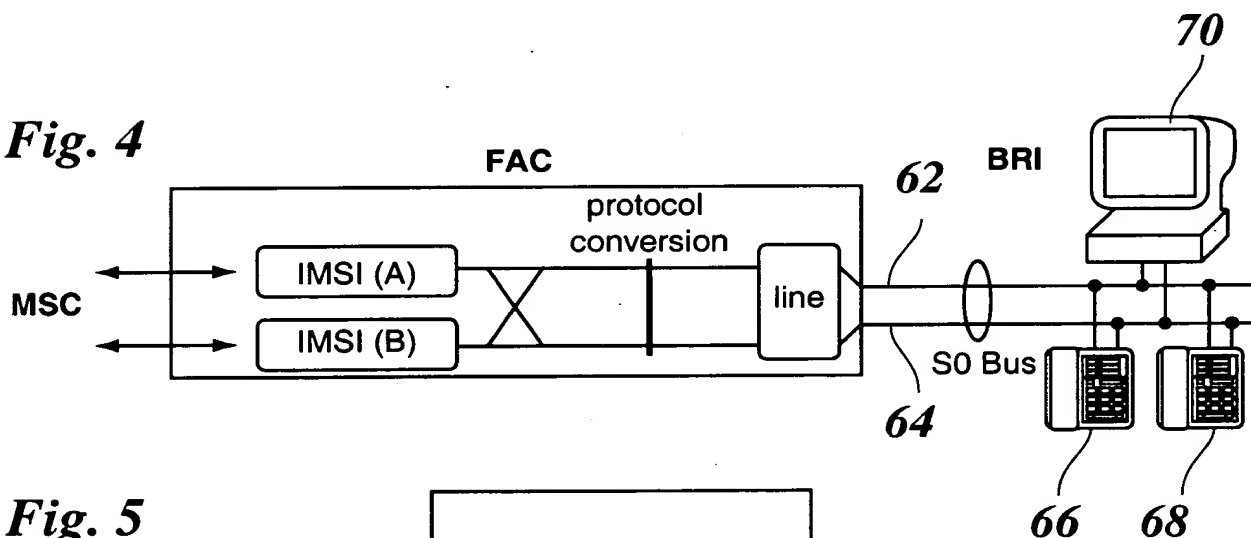 70
Fig. 4
FAC
62
BRI
protocol
conversion
IMSI (A)
line
MSC
IMSI (B)
S0 Bus
64
66
68
Fig. 5